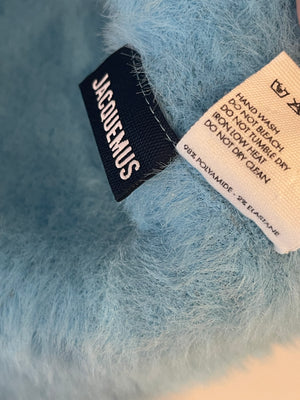 JACQUEMUS
HAND WASH
DO NOT BLEACH
DO NOT TUMBLE DRY
IRON LOW HEAT
DO NOT DRY CLEAN
98% POLYAMIDE - 2% ELASTANE